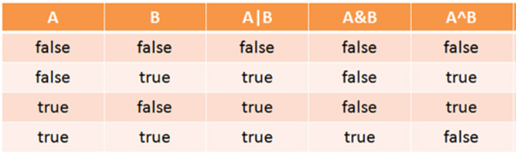 A B A|B A&B A^B
false false false false false
false true true false true
true false true false true
true true true true false